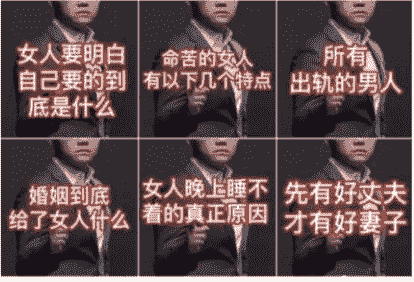 女人要明白
自己要的到
底是什么
命苦的女人
有以下几个特点
所有
出轨的男人
婚姻到底
给了女人什么
女人晚上睡不
着的真正原因
先有好丈夫
才有好妻子